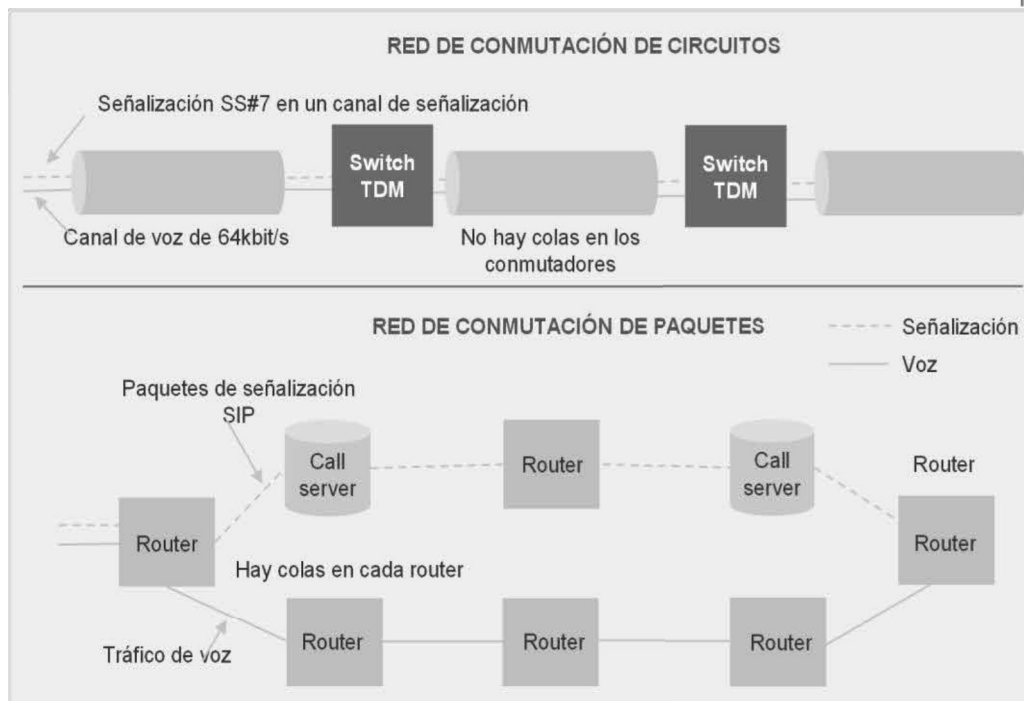 RED DE CONMUTACIÓN DE CIRCUITOS
Señalización SS#7 en un canal de señalización
Switch
TDM
Switch
TDM
Canal de voz de 64kbit/s
No hay colas en los
conmutadores
RED DE CONMUTACIÓN DE PAQUETES
Señalización
Voz
Paquetes de señalización
SIP
Call
server
Router
Call
server
Router
Router
Router
Hay colas en cada router
Router
Router
Router
Tráfico de voz